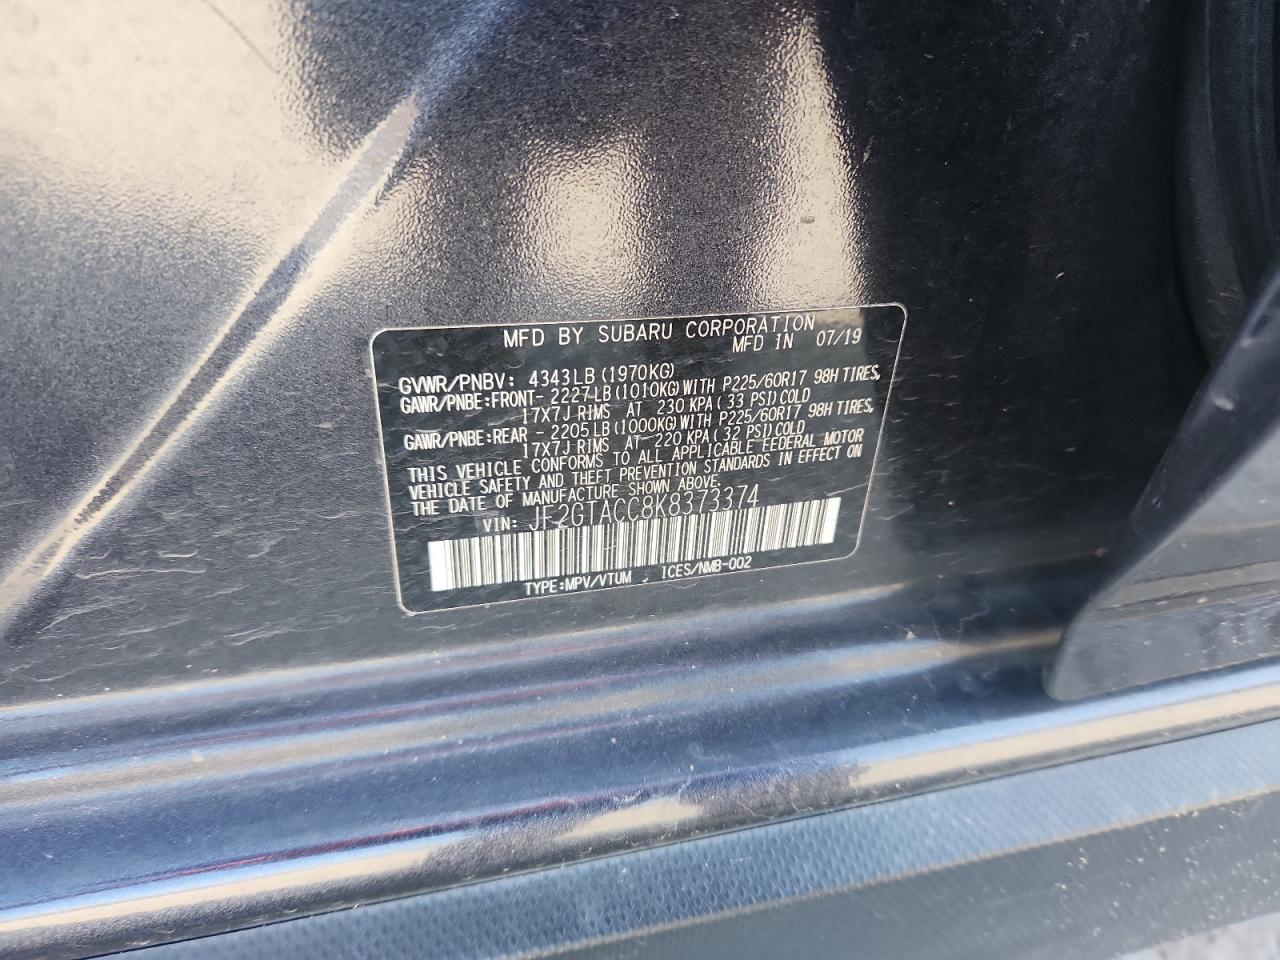 MFD BY SUBARU CORPORATION
MFD IN 07/19
GVWR/PNBV: 4343LB (1970KG)
GAWR/PNBE:FRONT- 2227LB (1010KG) WITH P225/60R17 98H TIRES,
17X7J RIMS AT 230 KPA ( 33 PSI) COLD
GAWR/PNBE:REAR - 2205LB (1000KG) WITH P225/60R17 98H TIRES,
17X7J RIMS AT 220 KPA ( 32 PSI) COLD
THIS VEHICLE CONFORMS TO ALL APPLICABLE FEDERAL MOTOR
VEHICLE SAFETY AND THEFT PREVENTION STANDARDS IN EFFECT ON
THE DATE OF MANUFACTURE SHOWN ABOVE.
VIN: JF2GTACC8K8373374
TYPE:MPV/VTUM , ICES/NMB-002